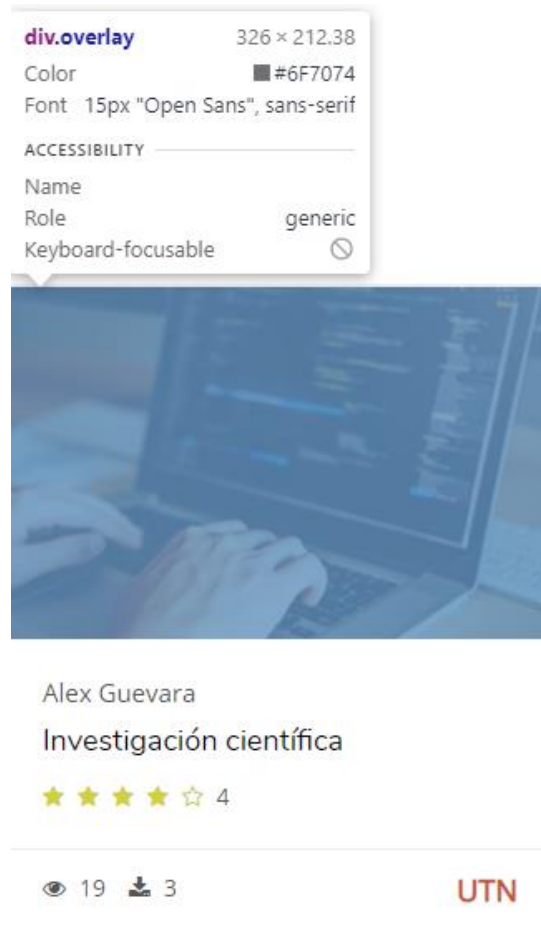 div.overlay 326 × 212.38
Color #6F7074
Font 15px "Open Sans", sans-serif
ACCESSIBILITY
Name
Role generic
Keyboard-focusable
Alex Guevara
Investigación científica
4
19 3 UTN